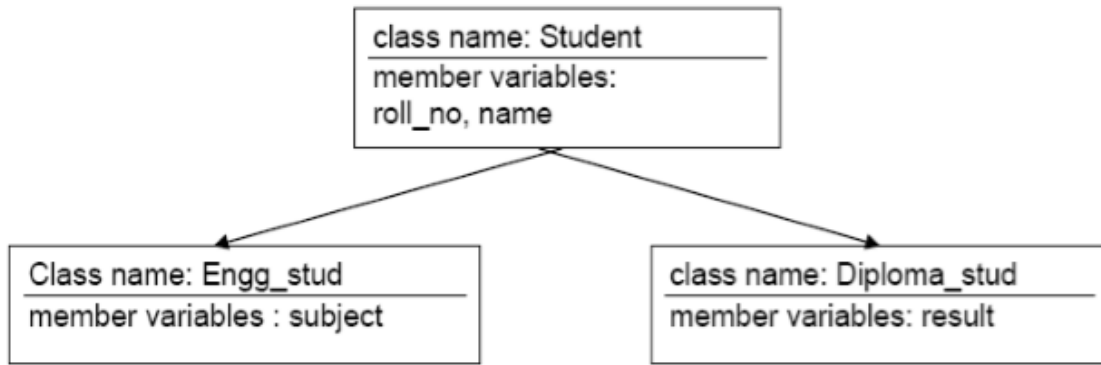 class name: Student
member variables:
roll_no, name
Class name: Engg_stud
member variables : subject
class name: Diploma_stud
member variables: result